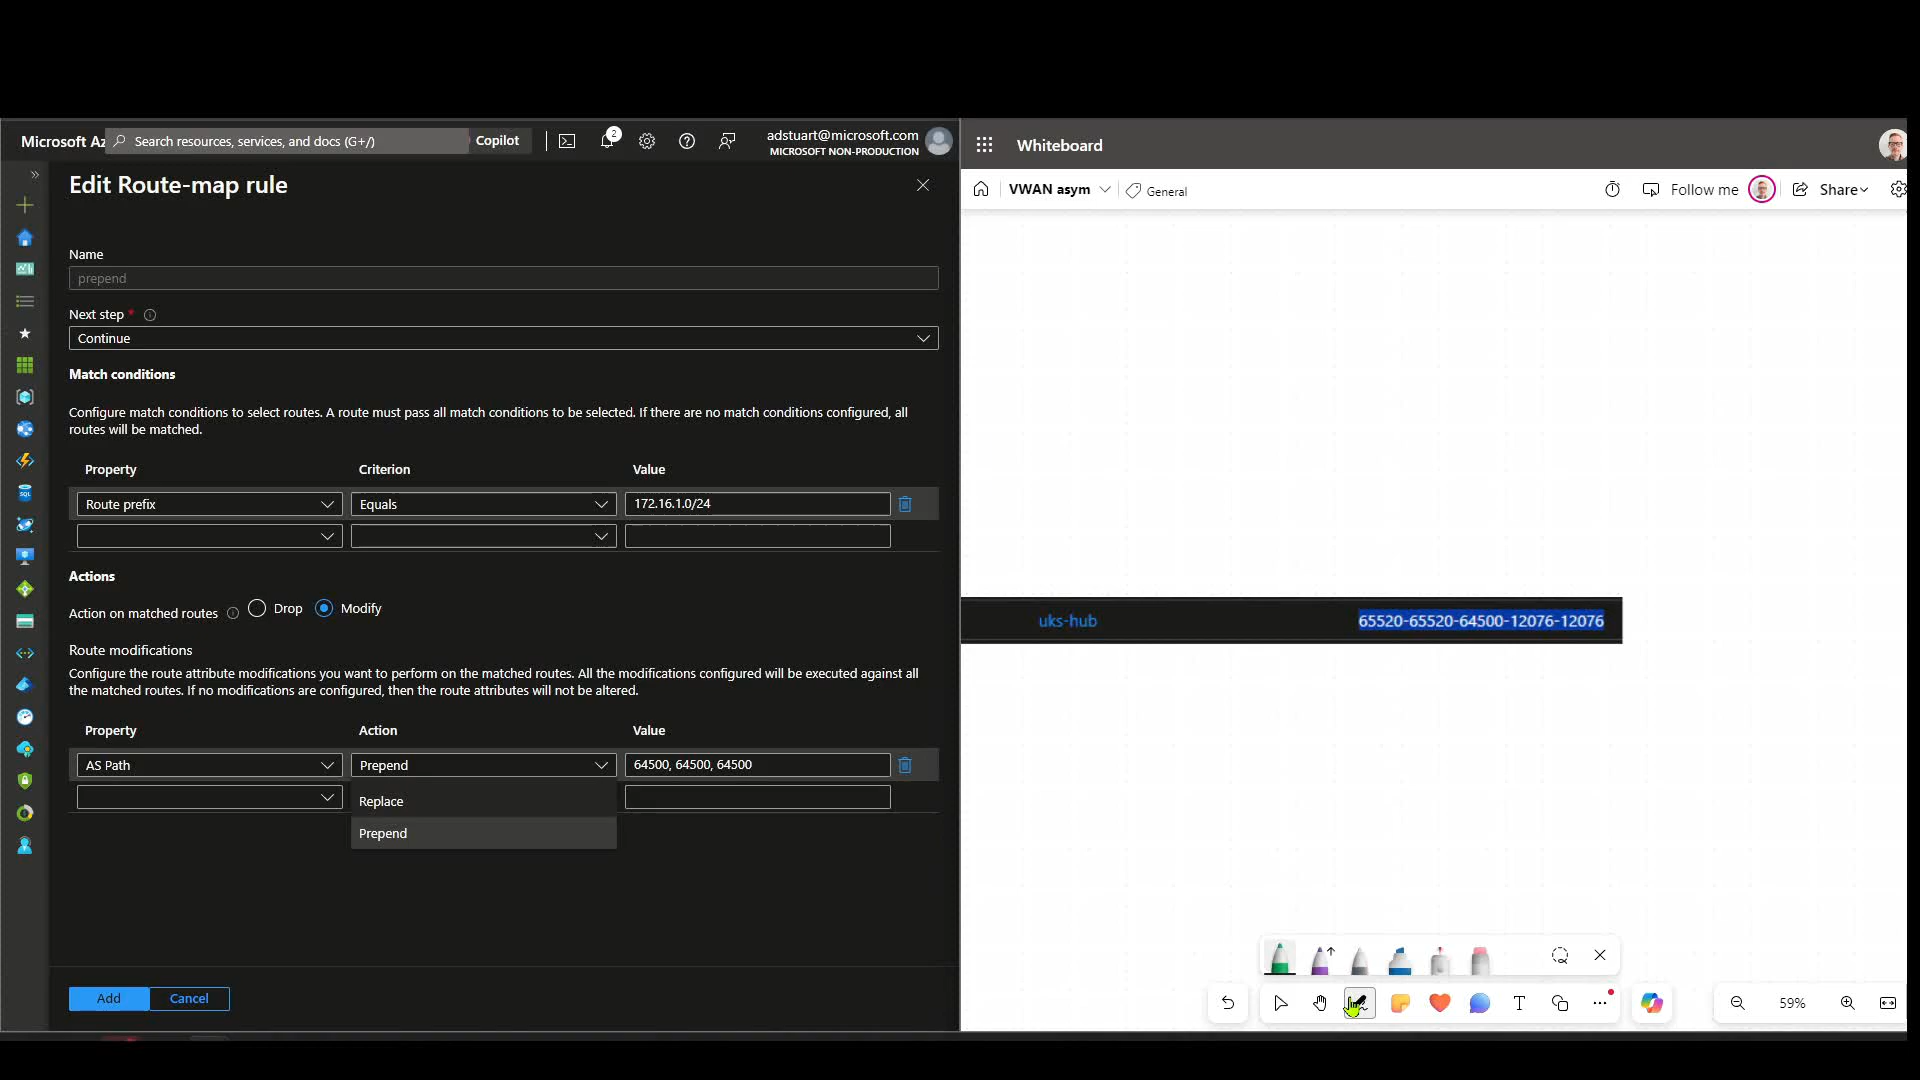 Microsoft Az
Search resources, services, and docs (G+/)
Copilot
2
adstuart@microsoft.com
MICROSOFT NON-PRODUCTION
Edit Route-map rule
Name
prepend
Next step *
Continue
Match conditions
Configure match conditions to select routes. A route must pass all match conditions to be selected. If there are no match conditions configured, all
routes will be matched.
Property Criterion Value
Route prefix Equals 172.16.1.0/24
Actions
Action on matched routes Drop Modify
Route modifications
Configure the route attribute modifications you want to perform on the matched routes. All the modifications configured will be executed against all
the matched routes. If no modifications are configured, then the route attributes will not be altered.
Property Action Value
AS Path Prepend 64500, 64500, 64500
Replace
Prepend
Add Cancel
SQL
Whiteboard
VWAN asym General Follow me Share
uks-hub 65520-65520-64500-12076-12076
T
59%